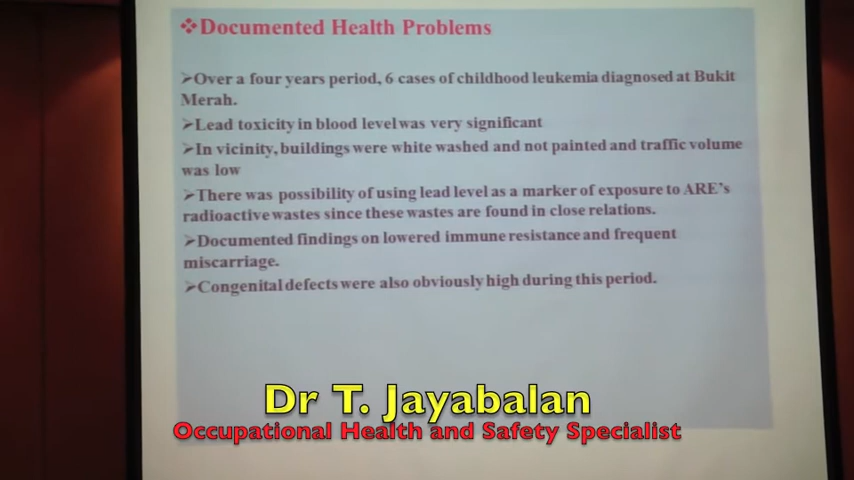 ❖Documented Health Problems
➢Over a four years period, 6 cases of childhood leukemia diagnosed at Bukit
Merah.
➢Lead toxicity in blood level was very significant
➢In vicinity, buildings were white washed and not painted and traffic volume
was low
➢There was possibility of using lead level as a marker of exposure to ARE's
radioactive wastes since these wastes are found in close relations.
➢Documented findings on lowered immune resistance and frequent
miscarriage.
➢Congenital defects were also obviously high during this period.
Dr T. Jayabalan
Occupational Health and Safety Specialist